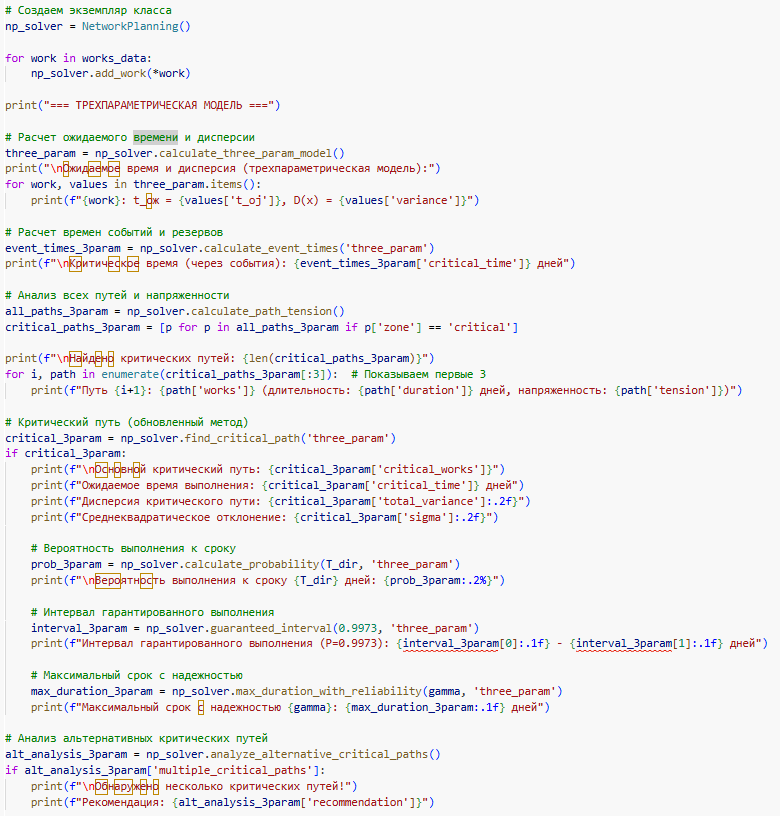 # Создаем экземпляр класса
np_solver = NetworkPlanning()
for work in works_data:
    np_solver.add_work(*work)
print("=== ТРЕХПАРАМЕТРИЧЕСКАЯ МОДЕЛЬ ===")
# Расчет ожидаемого времени и дисперсии
three_param = np_solver.calculate_three_param_model()
print("\nОжидаемое время и дисперсия (трехпараметрическая модель):")
for work, values in three_param.items():
    print(f"{work}: t_ож = {values['t_oj']}, D(x) = {values['variance']}")
# Расчет времен событий и резервов
event_times_3param = np_solver.calculate_event_times('three_param')
print(f"\nКритическое время (через события): {event_times_3param['critical_time']} дней")
# Анализ всех путей и напряженности
all_paths_3param = np_solver.calculate_path_tension()
critical_paths_3param = [p for p in all_paths_3param if p['zone'] == 'critical']
print(f"\nНайдено критических путей: {len(critical_paths_3param)}")
for i, path in enumerate(critical_paths_3param[:3]):  # Показываем первые 3
    print(f"Путь {i+1}: {path['works']} (длительность: {path['duration']} дней, напряженность: {path['tension']})")
# Критический путь (обновленный метод)
critical_3param = np_solver.find_critical_path('three_param')
if critical_3param:
    print(f"\nОсновной критический путь: {critical_3param['critical_works']}")
    print(f"Ожидаемое время выполнения: {critical_3param['critical_time']} дней")
    print(f"Дисперсия критического пути: {critical_3param['total_variance']:.2f}")
    print(f"Среднеквадратическое отклонение: {critical_3param['sigma']:.2f}")
    # Вероятность выполнения к сроку
    prob_3param = np_solver.calculate_probability(T_dir, 'three_param')
    print(f"\nВероятность выполнения к сроку {T_dir} дней: {prob_3param:.2%}")
    # Интервал гарантированного выполнения
    interval_3param = np_solver.guaranteed_interval(0.9973, 'three_param')
    print(f"Интервал гарантированного выполнения (P=0.9973): {interval_3param[0]:.1f} - {interval_3param[1]:.1f} дней")
    # Максимальный срок с надежностью
    max_duration_3param = np_solver.max_duration_with_reliability(gamma, 'three_param')
    print(f"Максимальный срок с надежностью {gamma}: {max_duration_3param:.1f} дней")
# Анализ альтернативных критических путей
alt_analysis_3param = np_solver.analyze_alternative_critical_paths()
if alt_analysis_3param['multiple_critical_paths']:
    print(f"\nОбнаружено несколько критических путей!")
    print(f"Рекомендация: {alt_analysis_3param['recommendation']}")